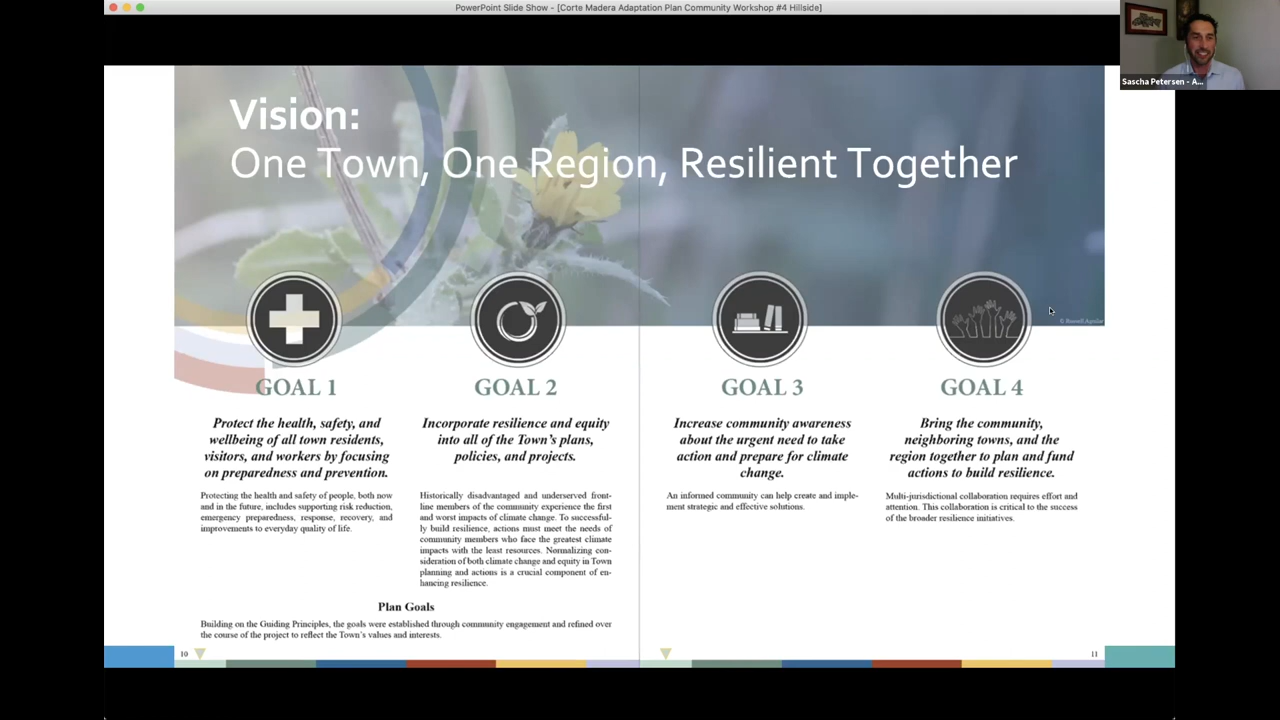 PowerPoint Slide Show - [Corte Madera Adaptation Plan Community Workshop #4 Hillside]
Sascha Petersen - A...
Vision:
One Town, One Region, Resilient Together
© Boswell Aguilar
GOAL 1
Protect the health, safety, and
wellbeing of all town residents,
visitors, and workers by focusing
on preparedness and prevention.
Protecting the health and safety of people, both now
and in the future, includes supporting risk reduction,
emergency preparedness, response, recovery, and
improvements to everyday quality of life.
GOAL 2
Incorporate resilience and equity
into all of the Town's plans,
policies, and projects.
Historically disadvantaged and underserved front-
line members of the community experience the first
and worst impacts of climate change. To successful-
ly build resilience, actions must meet the needs of
community members who face the greatest climate
impacts with the least resources. Normalizing con-
sideration of both climate change and equity in Town
planning and actions is a crucial component of en-
hancing resilience.
Plan Goals
Building on the Guiding Principles, the goals were established through community engagement and refined over
the course of the project to reflect the Town's values and interests.
10
GOAL 3
Increase community awareness
about the urgent need to take
action and prepare for climate
change.
An informed community can help create and imple-
ment strategic and effective solutions.
GOAL 4
Bring the community,
neighboring towns, and the
region together to plan and fund
actions to build resilience.
Multi-jurisdictional collaboration requires effort and
attention. This collaboration is critical to the success
of the broader resilience initiatives.
11